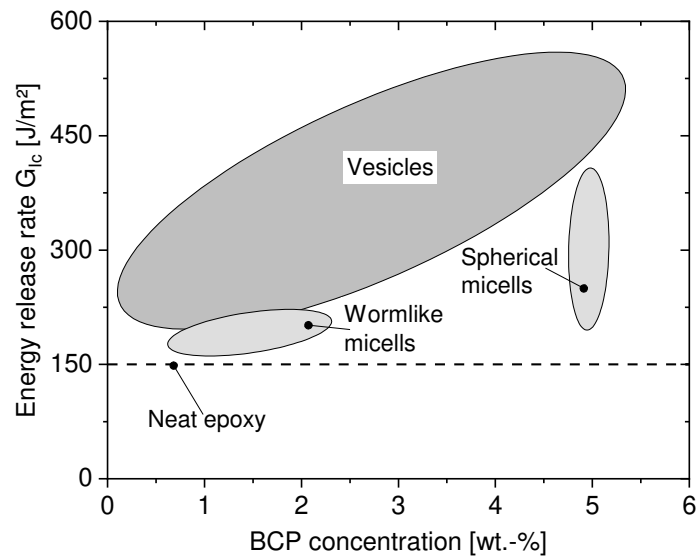 Energy release rate G_Ic [J/m²]
600
450
300
150
0
Vesicles
Spherical
micells
Wormlike
micells
Neat epoxy
0 1 2 3 4 5 6
BCP concentration [wt.-%]